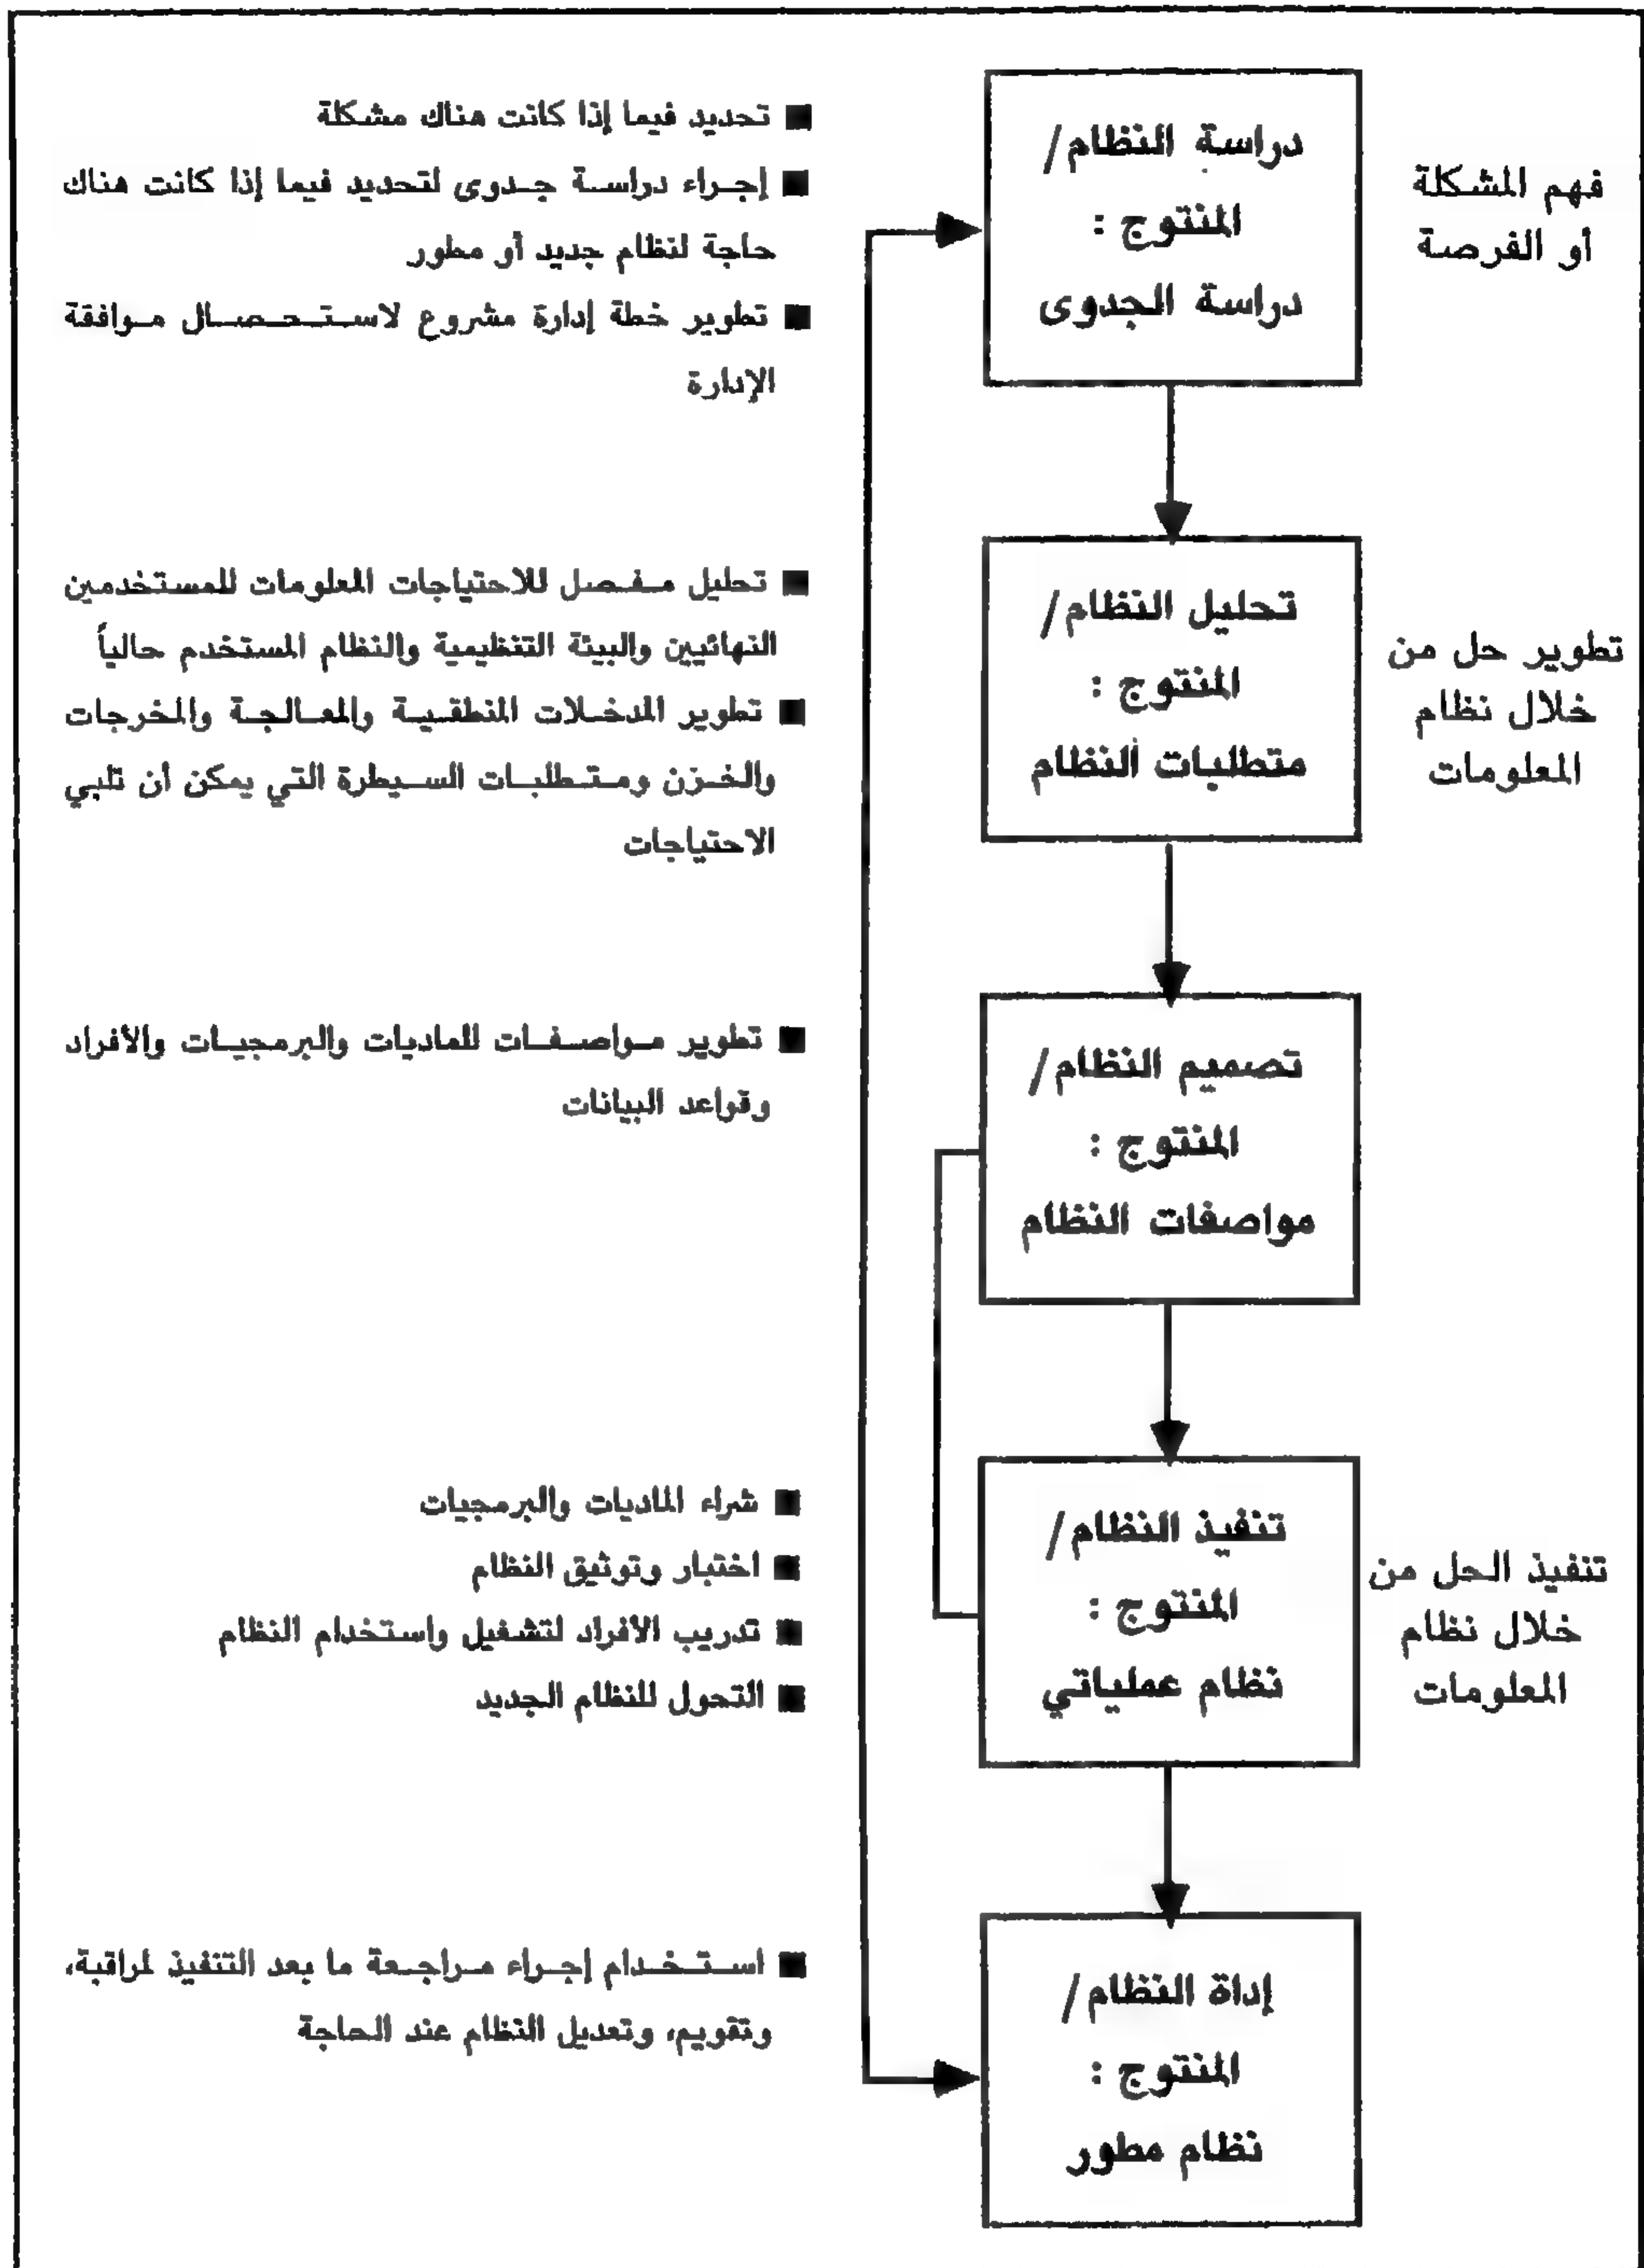 فهم المشكلة
أو الفرصة
دراسة النظام/
المنتوج :
دراسة الجدوى
■ تحديد فيما إذا كانت هناك مشكلة
■ إجراء دراسة جدوى لتحديد فيما إذا كانت هناك
حاجة لنظام جديد أو مطور
■ تطوير خطة إدارة مشروع لاستحصال موافقة
الإدارة
تطوير حل من
خلال نظام
المعلومات
تحليل النظام/
المنتوج :
متطلبات النظام
■ تحليل مفصل للاحتياجات المعلومات للمستخدمين
النهائيين والبيئة التنظيمية والنظام المستخدم حالياً
■ تطوير المدخلات المنطقية والمعالجة والمخرجات
والخزن ومتطلبات السيطرة التي يمكن أن تلبي
الاحتياجات
تصميم النظام/
المنتوج :
مواصفات النظام
■ تطوير مواصفات للماديات والبرمجيات والأفراد
وقواعد البيانات
تنفيذ الحل من
خلال نظام
المعلومات
تنفيذ النظام/
المنتوج :
نظام عملياتي
■ شراء الماديات والبرمجيات
■ اختبار وتوثيق النظام
■ تدريب الأفراد لتشغيل واستخدام النظام
■ التحول للنظام الجديد
إداة النظام/
المنتوج :
نظام مطور
■ استخدام إجراء مراجعة ما بعد التنفيذ لمراقبة،
وتقويم، وتعديل النظام عند الحاجة